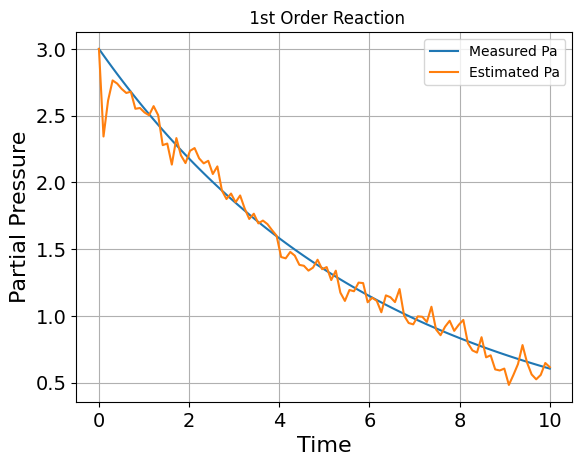 1st Order Reaction
Measured Pa
Estimated Pa
Partial Pressure
3.0
2.5
2.0
1.5
1.0
0.5
0 2 4 6 8 10
Time